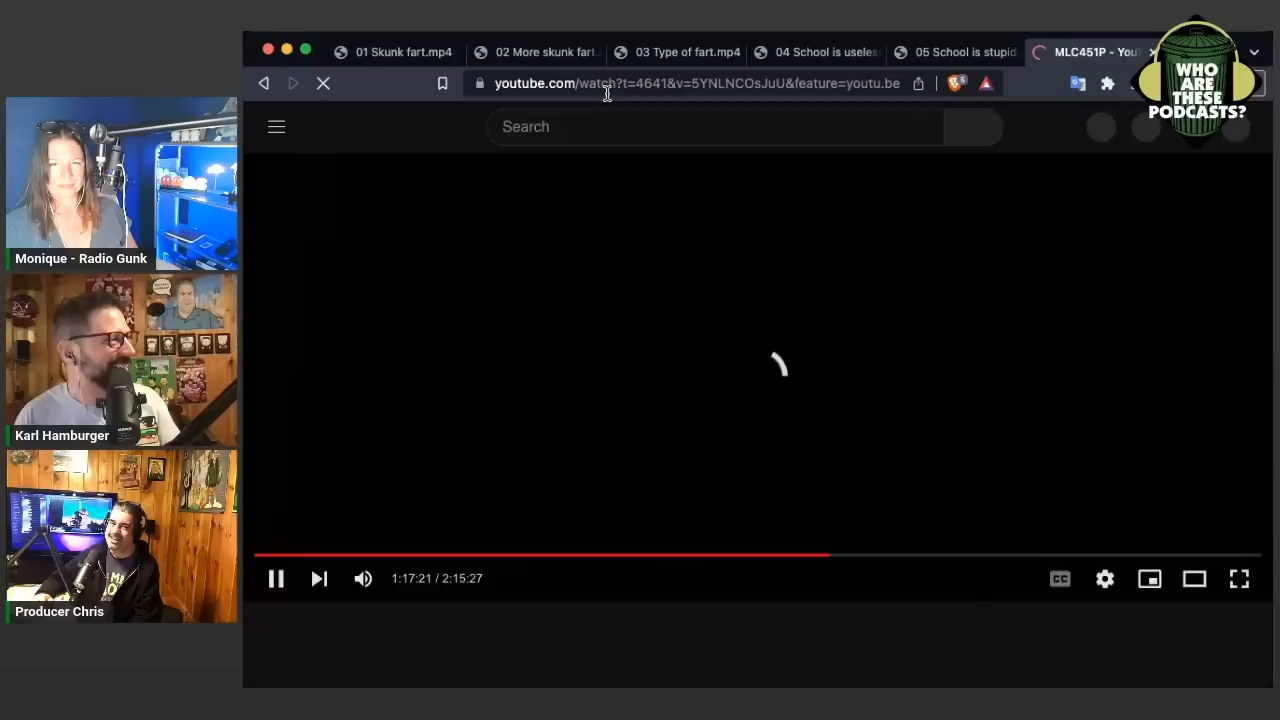 01 Skunk fart.mp4
02 More skunk fart.
03 Type of fart.mp4
04 School is useles
05 School is stupid
MLC451P - You
youtube.com/watch?t=4641&v=5YNLNCOsJuU&feature=youtu.be
WHO
ARE
THESE
PODCASTS?
Search
Monique - Radio Gunk
Karl Hamburger
Producer Chris
1:17:21 / 2:15:27
CC